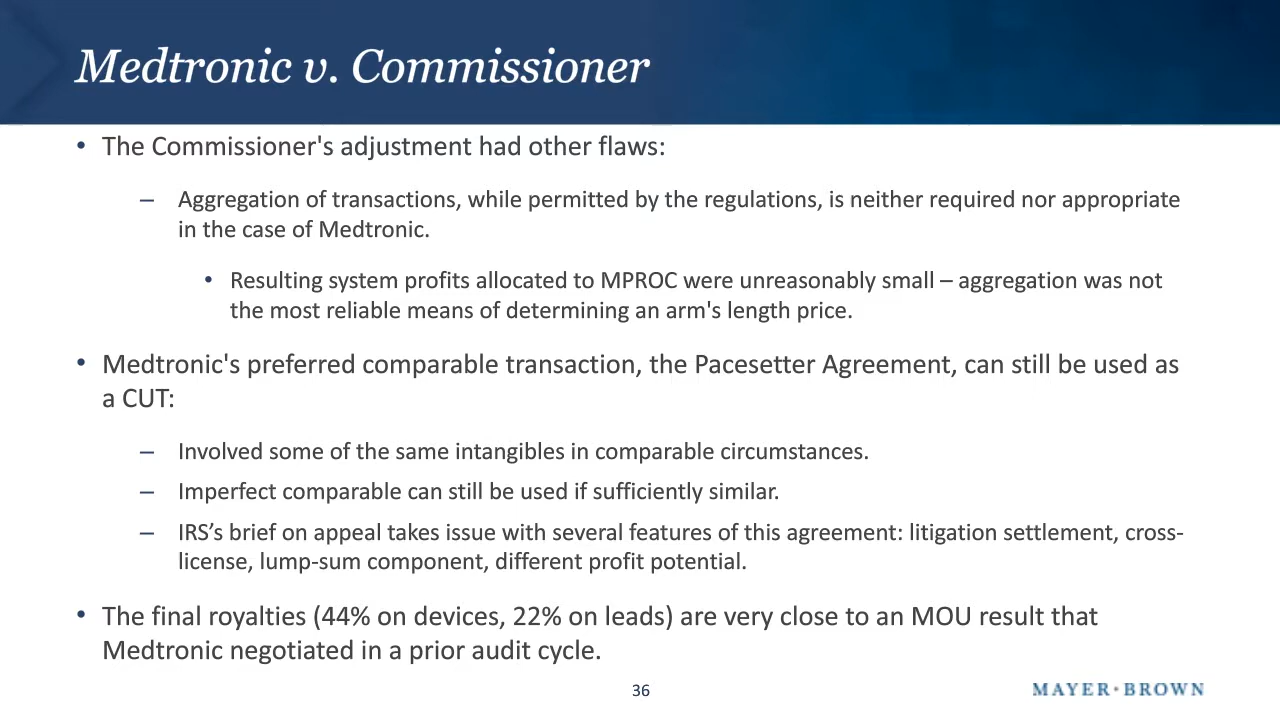 Medtronic v. Commissioner
• The Commissioner's adjustment had other flaws:
– Aggregation of transactions, while permitted by the regulations, is neither required nor appropriate
in the case of Medtronic.
• Resulting system profits allocated to MPROC were unreasonably small – aggregation was not
the most reliable means of determining an arm's length price.
• Medtronic's preferred comparable transaction, the Pacesetter Agreement, can still be used as
a CUT:
– Involved some of the same intangibles in comparable circumstances.
– Imperfect comparable can still be used if sufficiently similar.
– IRS’s brief on appeal takes issue with several features of this agreement: litigation settlement, cross-
license, lump-sum component, different profit potential.
• The final royalties (44% on devices, 22% on leads) are very close to an MOU result that
Medtronic negotiated in a prior audit cycle.
36
MAYER•BROWN